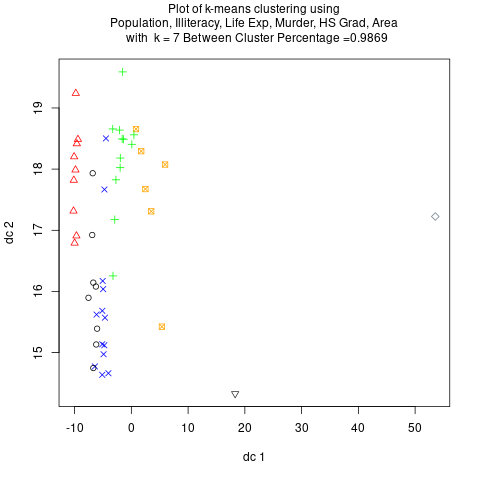 Plot of k-means clustering using
Population, Illiteracy, Life Exp, Murder, HS Grad, Area
with k = 7 Between Cluster Percentage =0.9869
dc 2
19
18
17
16
15
-10 0 10 20 30 40 50
dc 1